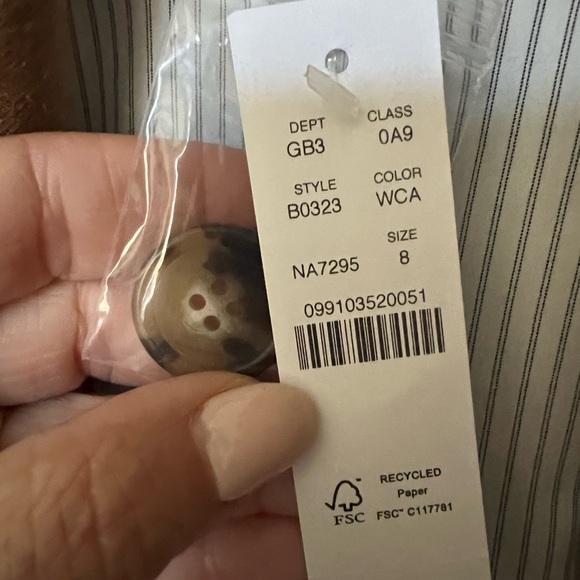 DEPT CLASS
GB3 0A9
STYLE COLOR
B0323 WCA
SIZE
NA7295 8
099103520051
RECYCLED
Paper
FSC FSC™ C117781